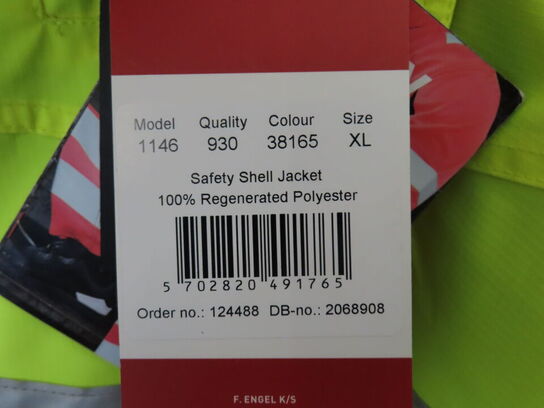 Model Quality Colour Size
1146 930 38165 XL
Safety Shell Jacket
100% Regenerated Polyester
5 702820 491765
Order no.: 124488 DB-no.: 2068908
F. ENGEL K/S